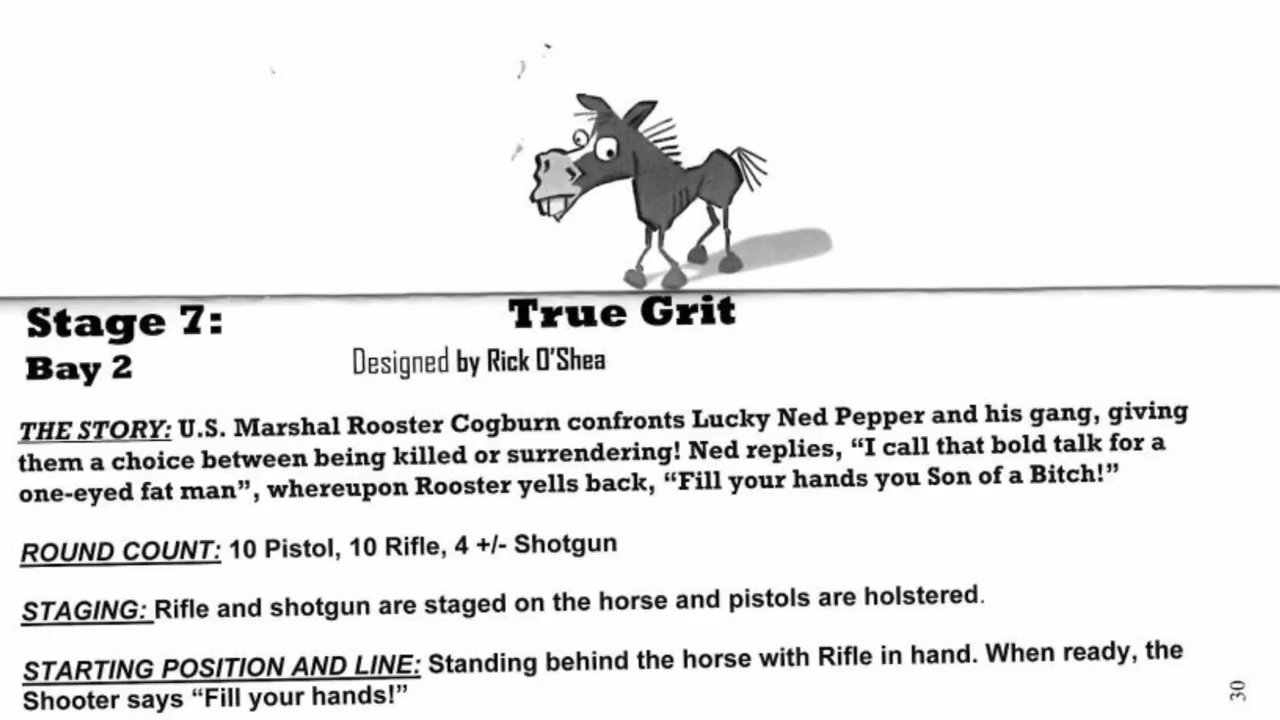 Stage 7: True Grit
Bay 2 Designed by Rick O'Shea
THE STORY: U.S. Marshal Rooster Cogburn confronts Lucky Ned Pepper and his gang, giving
them a choice between being killed or surrendering! Ned replies, “I call that bold talk for a
one-eyed fat man”, whereupon Rooster yells back, “Fill your hands you Son of a Bitch!”
ROUND COUNT: 10 Pistol, 10 Rifle, 4 +/- Shotgun
STAGING: Rifle and shotgun are staged on the horse and pistols are holstered.
STARTING POSITION AND LINE: Standing behind the horse with Rifle in hand. When ready, the
Shooter says “Fill your hands!”
30